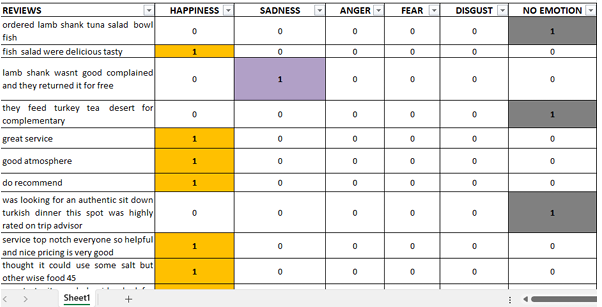 REVIEWS HAPPINESS SADNESS ANGER FEAR DISGUST NO EMOTION
ordered lamb shank tuna salad bowl
fish 0 0 0 0 0 1
fish salad were delicious tasty 1 0 0 0 0 0
lamb shank wasnt good complained
and they returned it for free 0 1 0 0 0 0
they feed turkey tea desert for
complementary 0 0 0 0 0 1
great service 1 0 0 0 0 0
good atmosphere 1 0 0 0 0 0
do recommend 1 0 0 0 0 0
was looking for an authentic sit down
turkish dinner this spot was highly
rated on trip advisor 0 0 0 0 0 1
service top notch everyone so helpful
and nice pricing is very good 1 0 0 0 0 0
thought it could use some salt but
other wise food 45 1 0 0 0 0 0
Sheet1